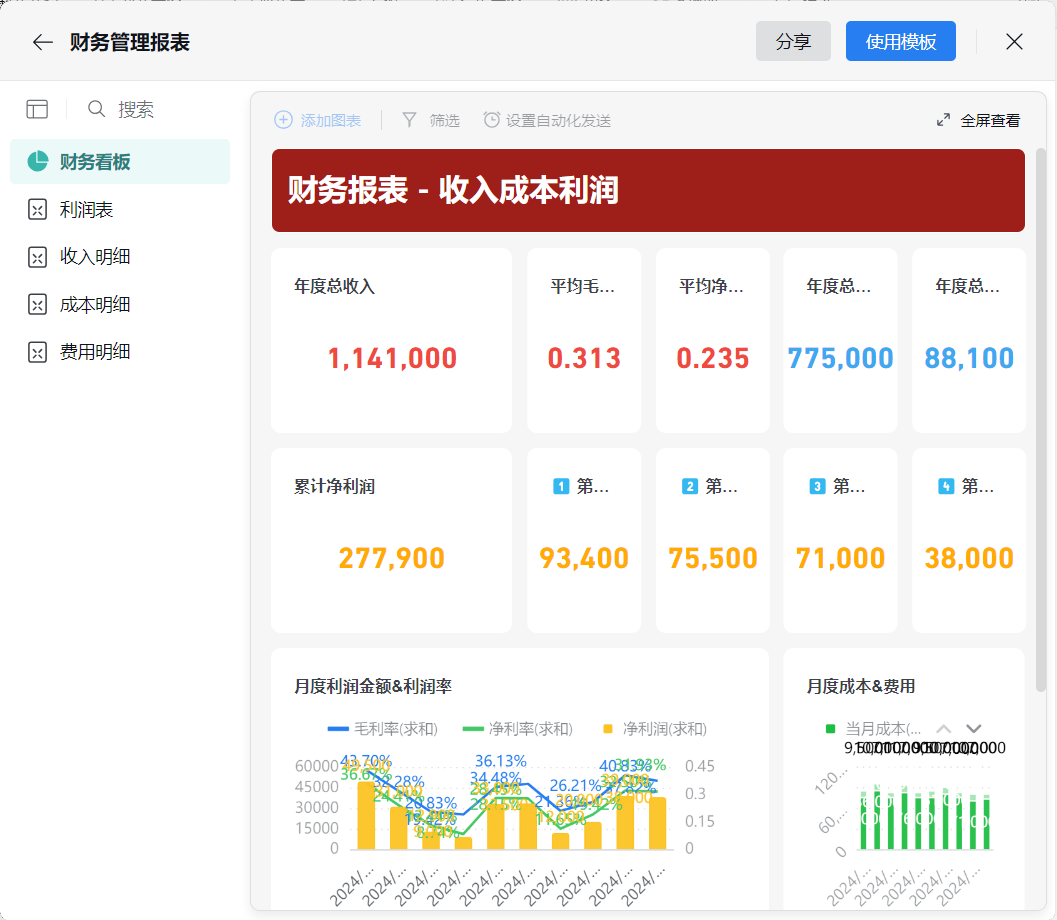 财务管理报表
分享
使用模板
搜索
财务看板
利润表
收入明细
成本明细
费用明细
添加图表
筛选
设置自动化发送
全屏查看
财务报表 - 收入成本利润
年度总收入
1,141,000
平均毛...
0.313
平均净...
0.235
年度总...
775,000
年度总...
88,100
累计净利润
277,900
1 第...
93,400
2 第...
75,500
3 第...
71,000
4 第...
38,000
月度利润金额&利润率
毛利率(求和)
净利率(求和)
净利润(求和)
60000
45000
30000
15000
0
0.45
0.3
0.15
0
43.70%
20.83%
34.48%
36.13%
26.21%
40.83%
2024/...
2024/...
2024/...
2024/...
2024/...
2024/...
2024/...
2024/...
2024/...
2024/...
月度成本&费用
当月成本(...
120...
60,...
0
2024/...
2024/...
2024/...
2024/...
2024/...